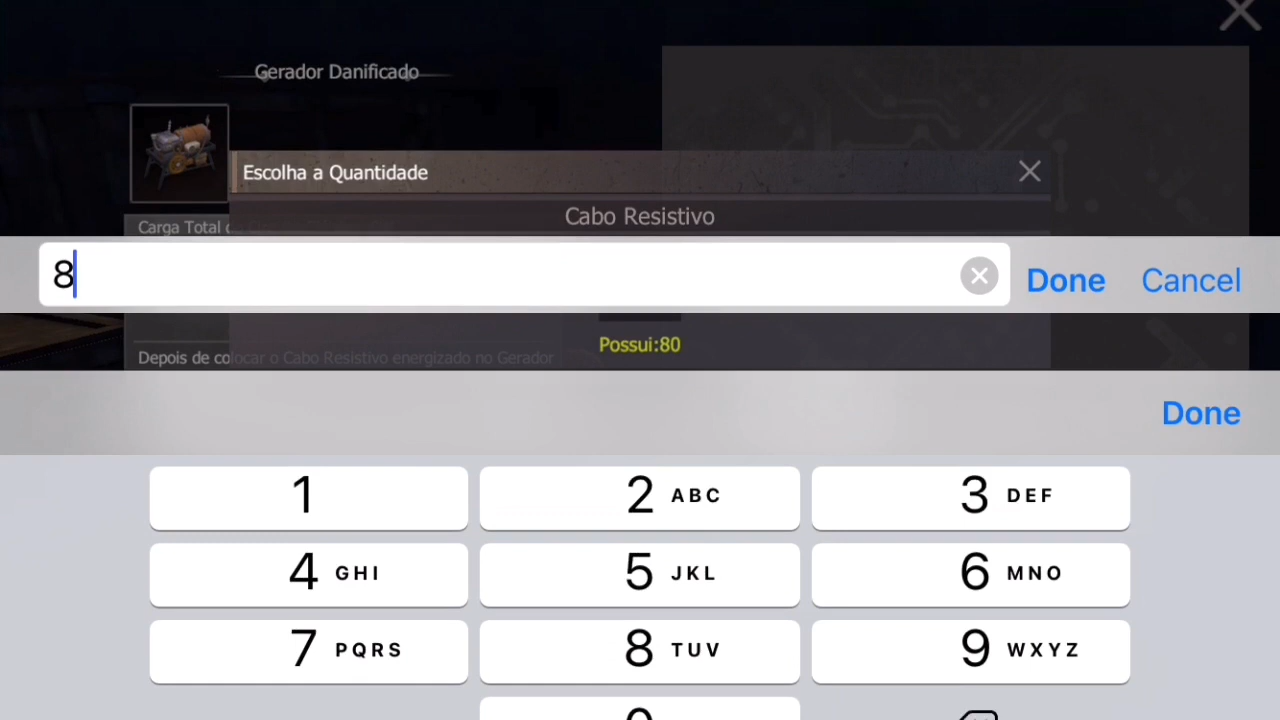 Gerador Danificado
Escolha a Quantidade
Cabo Resistivo
Carga Total
8
Done Cancel
Possui:80
Depois de colocar o Cabo Resistivo energizado no Gerador
Done
1
2 ABC
3 DEF
4 GHI
5 JKL
6 MNO
7 PQRS
8 TUV
9 WXYZ
0